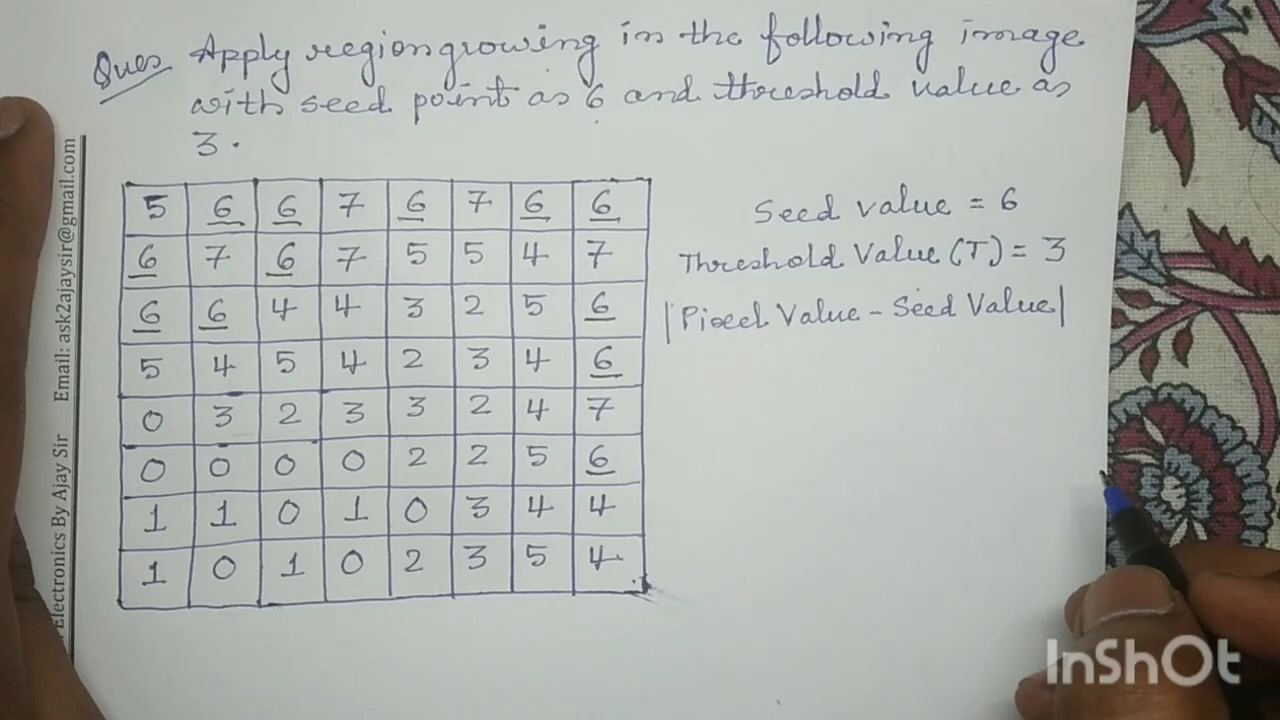 Ques Apply region growing in the following image
with seed point as 6 and threshold value as
3.
5 6 6 7 6 7 6 6
6 7 6 7 5 5 4 7
6 6 4 4 3 2 5 6
5 4 5 4 2 3 4 6
0 3 2 3 3 2 4 7
0 0 0 0 2 2 5 6
1 1 0 1 0 3 4 4
1 0 1 0 2 3 5 4
Seed value = 6
Threshold Value (T) = 3
|Pixel Value - Seed Value|
Electronics By Ajay Sir Email: ask2ajaysir@gmail.com
InShOt